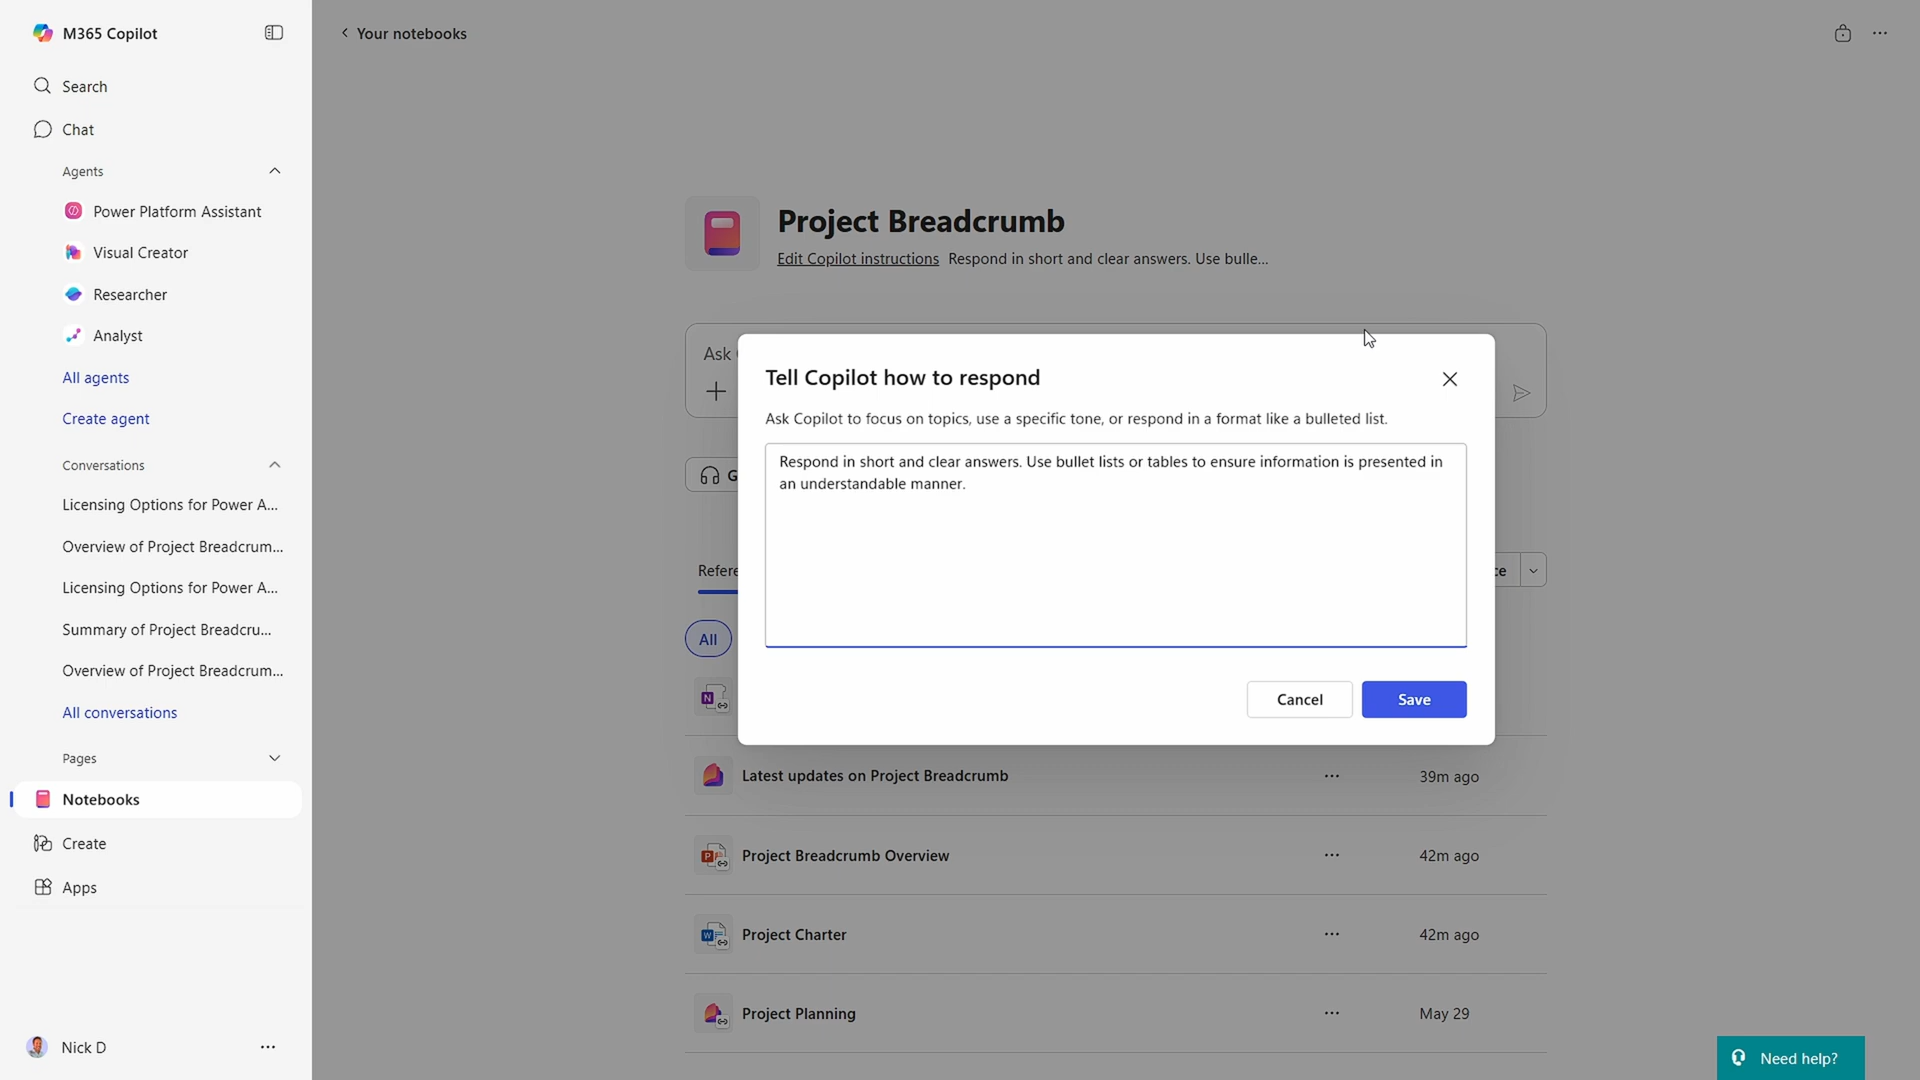 M365 Copilot
Search
Chat
Agents
Power Platform Assistant
Visual Creator
Researcher
Analyst
All agents
Create agent
Conversations
Licensing Options for Power A...
Overview of Project Breadcrum...
Licensing Options for Power A...
Summary of Project Breadcru...
Overview of Project Breadcrum...
All conversations
Pages
Notebooks
Create
Apps
Nick D
Your notebooks
Project Breadcrumb
Edit Copilot instructions Respond in short and clear answers. Use bulle...
Ask
Tell Copilot how to respond
Ask Copilot to focus on topics, use a specific tone, or respond in a format like a bulleted list.
Respond in short and clear answers. Use bullet lists or tables to ensure information is presented in
an understandable manner.
Cancel
Save
All
Latest updates on Project Breadcrumb 39m ago
Project Breadcrumb Overview 42m ago
Project Charter 42m ago
Project Planning May 29
Need help?